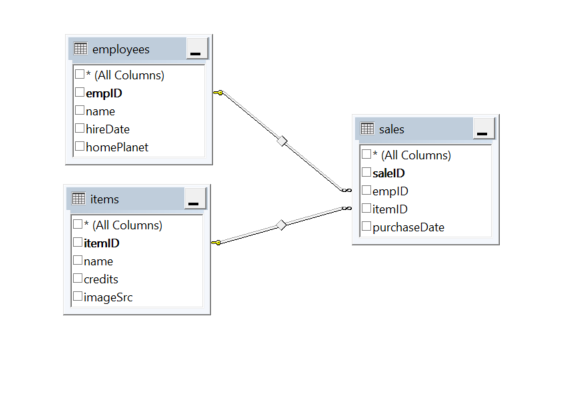 employees
* (All Columns)
empID
name
hireDate
homePlanet
items
* (All Columns)
itemID
name
credits
imageSrc
sales
* (All Columns)
saleID
empID
itemID
purchaseDate